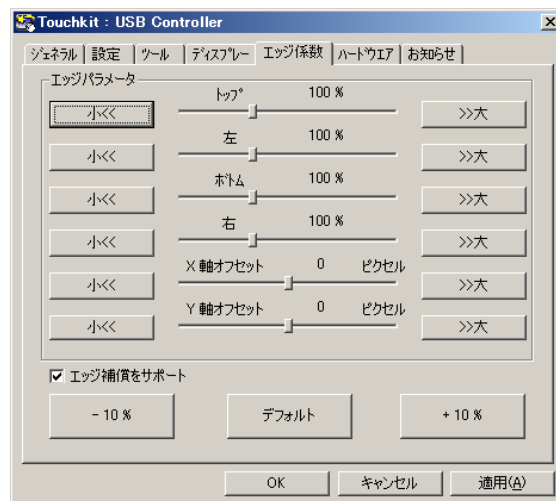 Touchkit : USB Controller
ジェネラル 設定 ツール ディスプレー エッジ係数 ハードウエア お知らせ
エッジパラメータ
トップ 100 %
小<< >>大
左 100 %
小<< >>大
ボトム 100 %
小<< >>大
右 100 %
小<< >>大
X 軸オフセット 0 ピクセル
小<< >>大
Y 軸オフセット 0 ピクセル
小<< >>大
エッジ補償をサポート
- 10 % デフォルト + 10 %
OK キャンセル 適用(A)